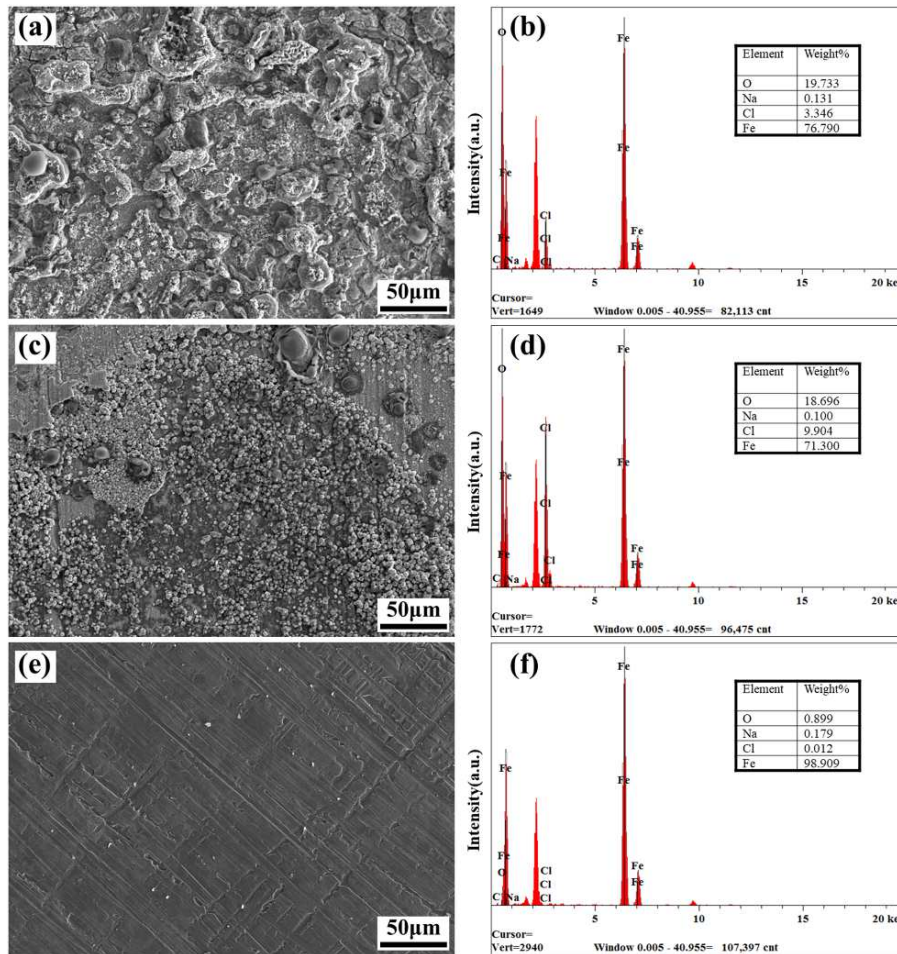 (a)
50μm
(b)
Intensity(a.u.)
O
Fe
Fe
Fe
Fe
C
Na
Cl
Cl
Cl
Fe
Fe
Element Weight%
O 19.733
Na 0.131
Cl 3.346
Fe 76.790
5 10 15 20 ke
Cursor=
Vert=1649 Window 0.005 - 40.955= 82,113 cnt
(c)
50μm
(d)
Intensity(a.u.)
O
Fe
Fe
Fe
Fe
C
Na
Cl
Cl
Cl
Fe
Fe
Element Weight%
O 18.696
Na 0.100
Cl 9.904
Fe 71.300
5 10 15 20 ke
Cursor=
Vert=1772 Window 0.005 - 40.955= 96,475 cnt
(e)
50μm
(f)
Intensity(a.u.)
Fe
Fe
Fe
Fe
O
C
Na
Cl
Cl
Cl
Fe
Fe
Element Weight%
O 0.899
Na 0.179
Cl 0.012
Fe 98.909
5 10 15 20 ke
Cursor=
Vert=2940 Window 0.005 - 40.955= 107,397 cnt